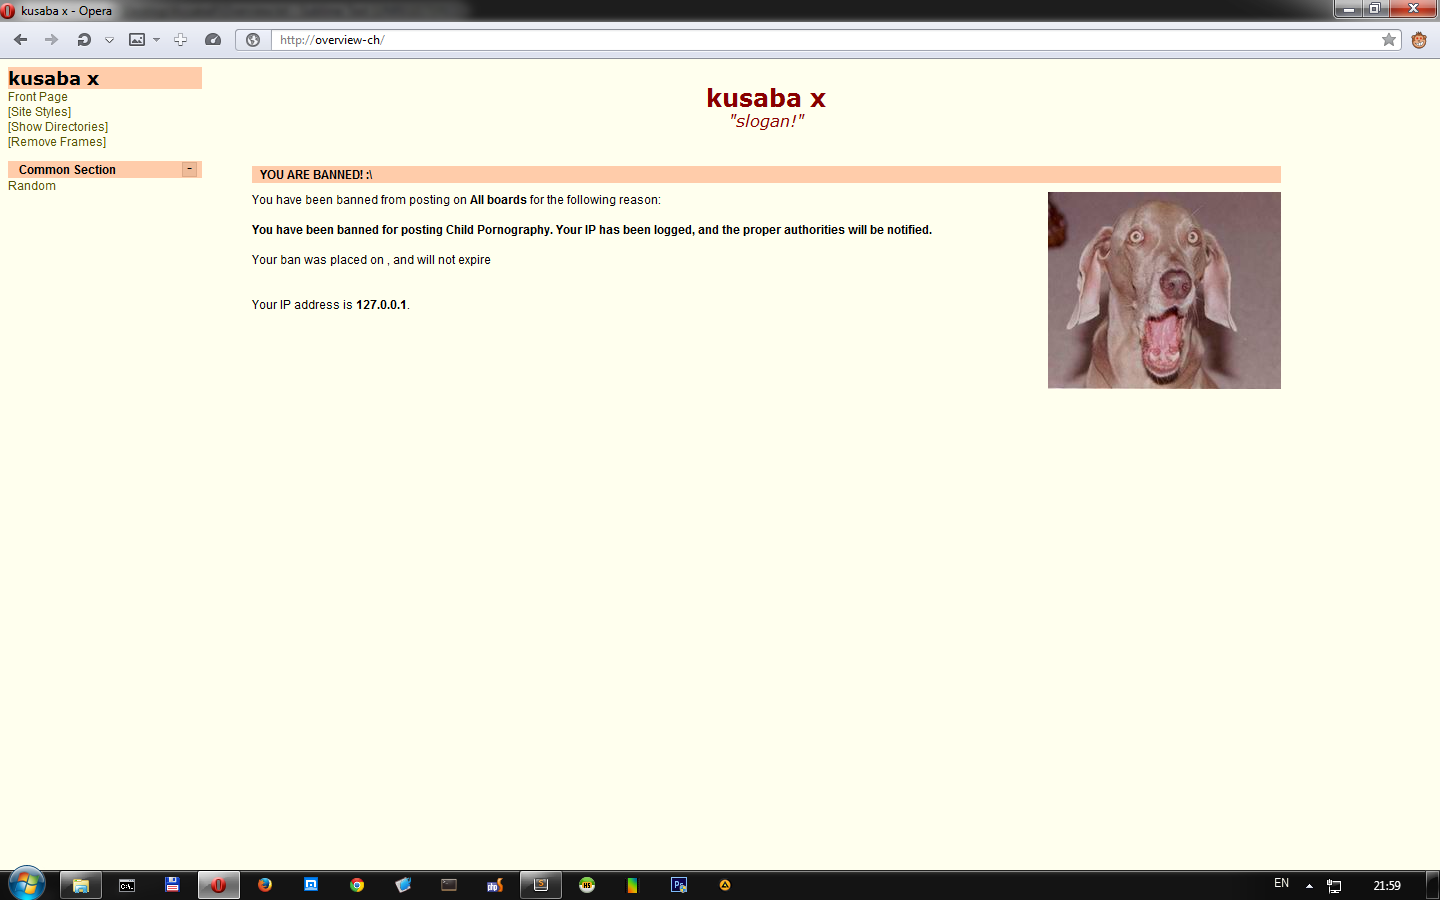 kusaba x - Opera
http://overview-ch/
kusaba x
Front Page
[Site Styles]
[Show Directories]
[Remove Frames]
Common Section
-
Random
kusaba x
"slogan!"
YOU ARE BANNED! :\
You have been banned from posting on All boards for the following reason:
You have been banned for posting Child Pornography. Your IP has been logged, and the proper authorities will be notified.
Your ban was placed on , and will not expire
Your IP address is 127.0.0.1.
C:\_
php
S
HS
Ps
EN
21:59